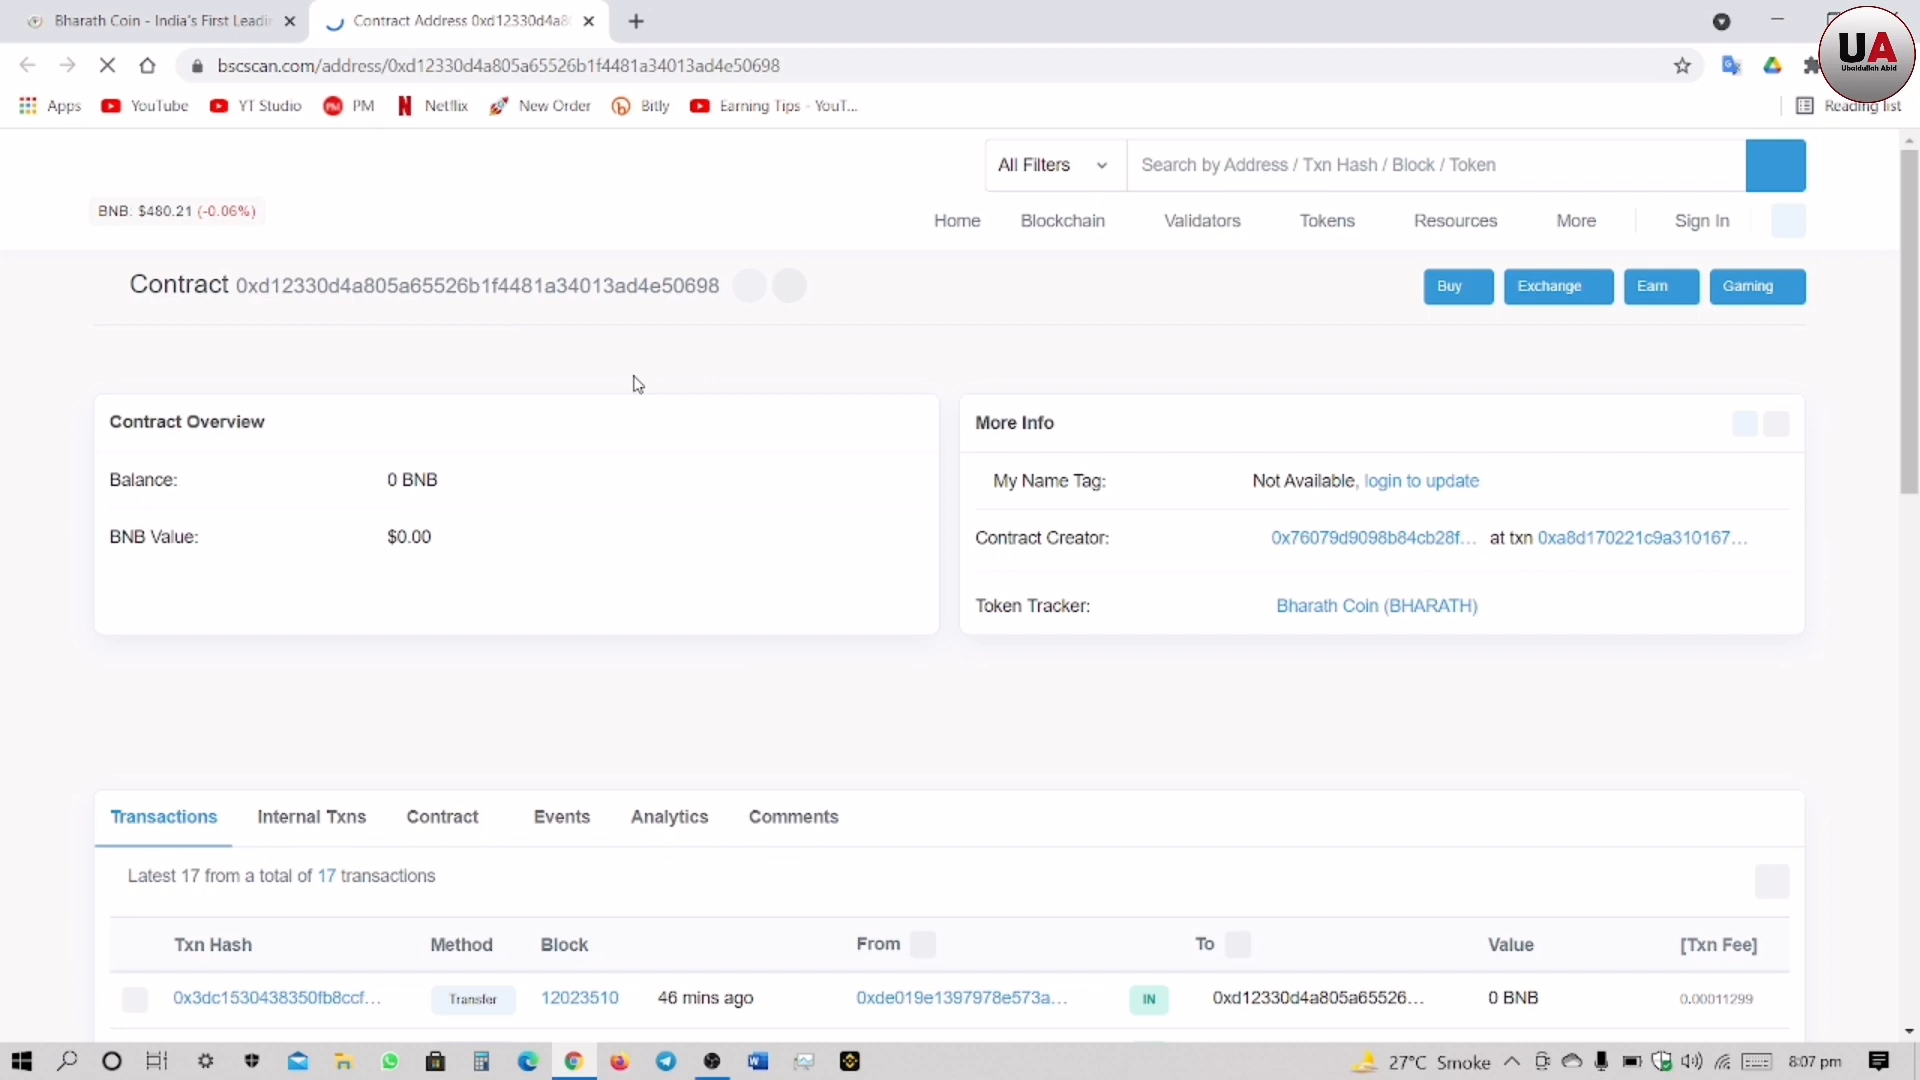 Bharath Coin - India's First Leadi
Contract Address 0xd12330d4a8
bscscan.com/address/0xd12330d4a805a65526b1f4481a34013ad4e50698
UA
Ubaidullah Abid
Apps
YouTube
YT Studio
PM
Netflix
New Order
Bitly
Earning Tips - YouT...
Reading list
All Filters
Search by Address / Txn Hash / Block / Token
BNB: $480.21 (-0.06%)
Home Blockchain Validators Tokens Resources More Sign In
Contract 0xd12330d4a805a65526b1f4481a34013ad4e50698
Buy Exchange Earn Gaming
Contract Overview
Balance: 0 BNB
BNB Value: $0.00
More Info
My Name Tag: Not Available, login to update
Contract Creator: 0x76079d9098b84cb28f... at txn 0xa8d170221c9a310167...
Token Tracker: Bharath Coin (BHARATH)
Transactions Internal Txns Contract Events Analytics Comments
Latest 17 from a total of 17 transactions
Txn Hash Method Block From To Value [Txn Fee]
0x3dc1530438350fb8ccf... Transfer 12023510 46 mins ago 0xde019e1397978e573a... IN 0xd12330d4a805a65526... 0 BNB 0.00011299
27°C Smoke 8:07 pm